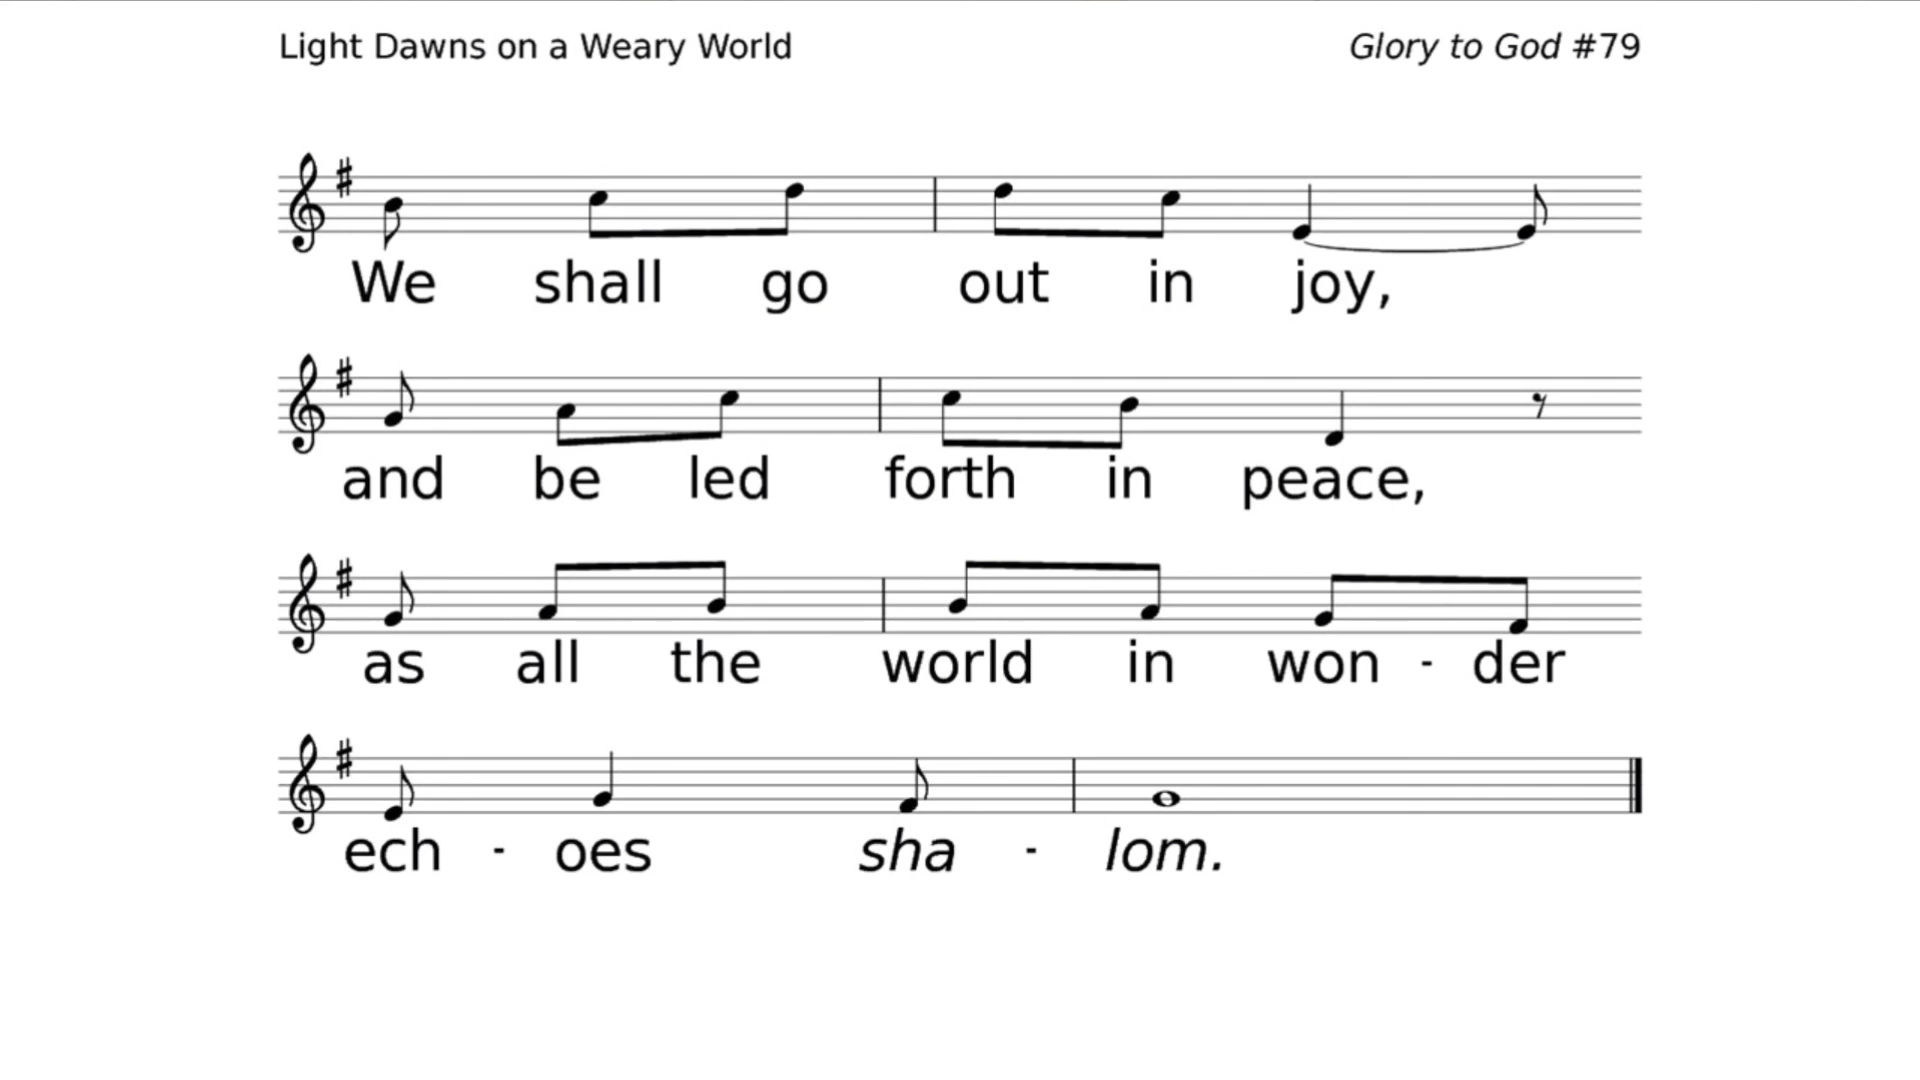 Light Dawns on a Weary World Glory to God #79
We shall go out in joy,
and be led forth in peace,
as all the world in won - der
ech - oes sha - lom.